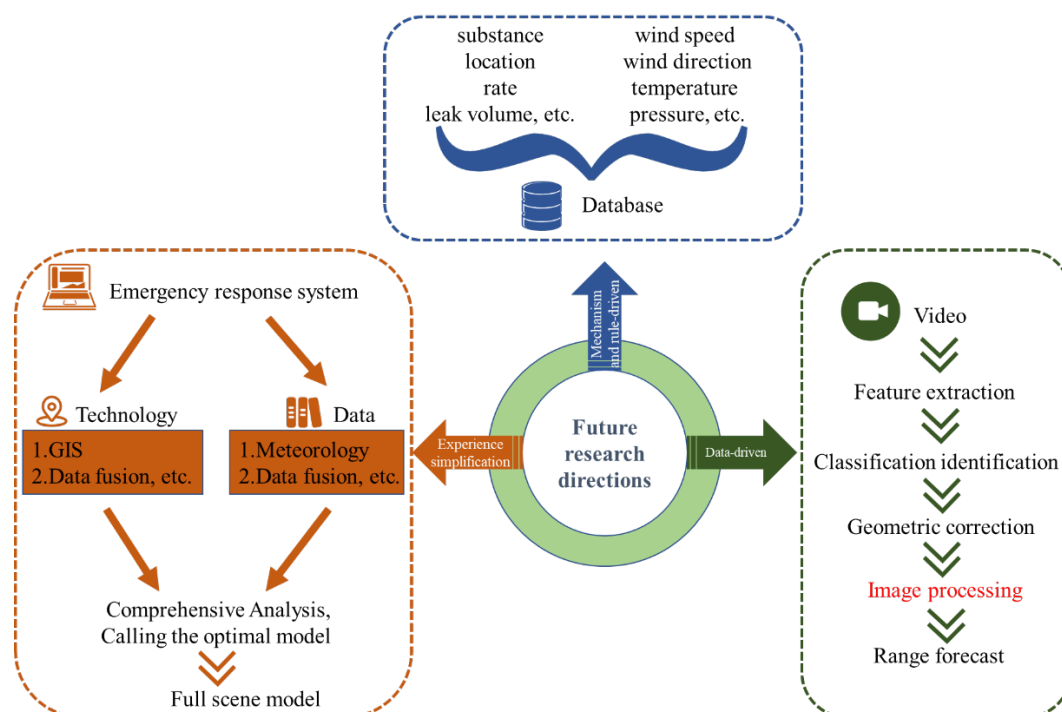 substance
location
rate
leak volume, etc.
wind speed
wind direction
temperature
pressure, etc.
Database
Emergency response system
Technology
1.GIS
2.Data fusion, etc.
Data
1.Meteorology
2.Data fusion, etc.
Comprehensive Analysis,
Calling the optimal model
Full scene model
Mechanism
and rule-driven
Experience
simplification
Future
research
directions
Data-driven
Video
Feature extraction
Classification identification
Geometric correction
Image processing
Range forecast